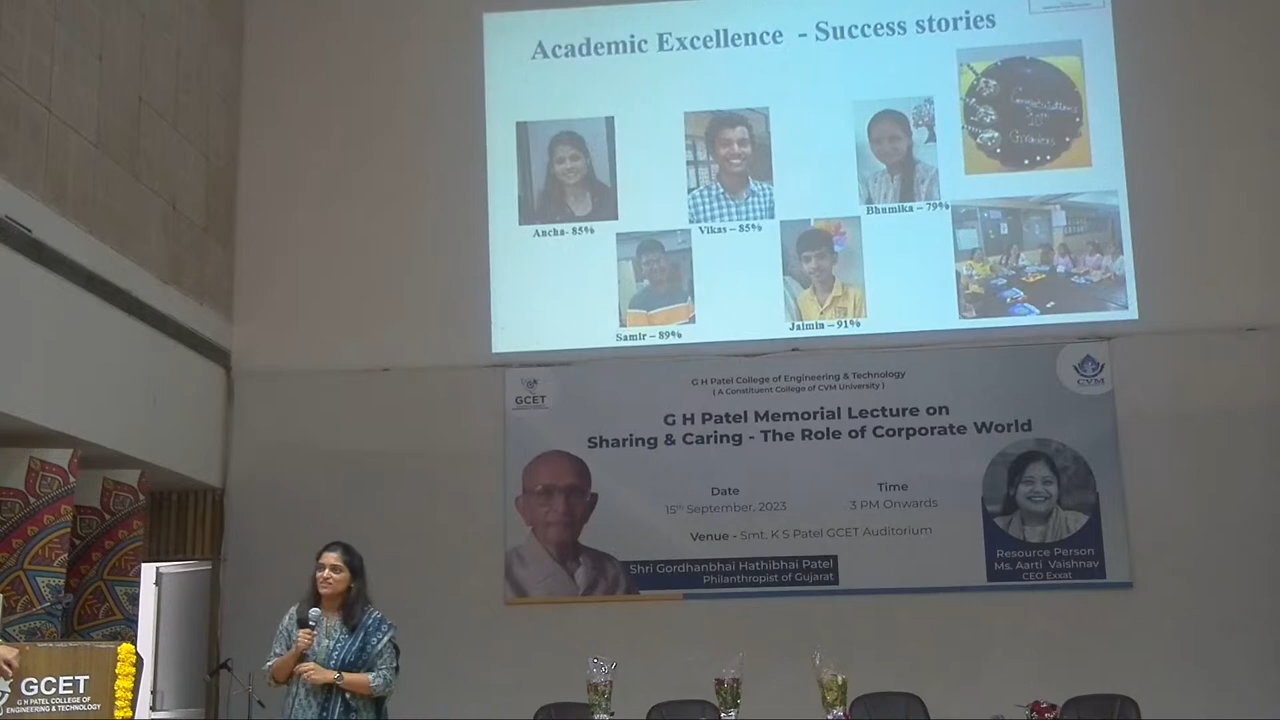 Academic Excellence - Success stories
Congratulations
Ancha- 85%
Vikas – 85%
Bhumika – 79%
Samir – 89%
Jaimin – 91%
GCET
CVM
G H Patel College of Engineering & Technology
( A Constituent College of CVM University )
G H Patel Memorial Lecture on
Sharing & Caring - The Role of Corporate World
Date
15th September, 2023
Time
3 PM Onwards
Venue - Smt. K S Patel GCET Auditorium
Shri Gordhanbhai Hathibhai Patel
Philanthropist of Gujarat
Resource Person
Ms. Aarti Vaishnav
CEO Exxat
GCET
G H PATEL COLLEGE OF
ENGINEERING & TECHNOLOGY